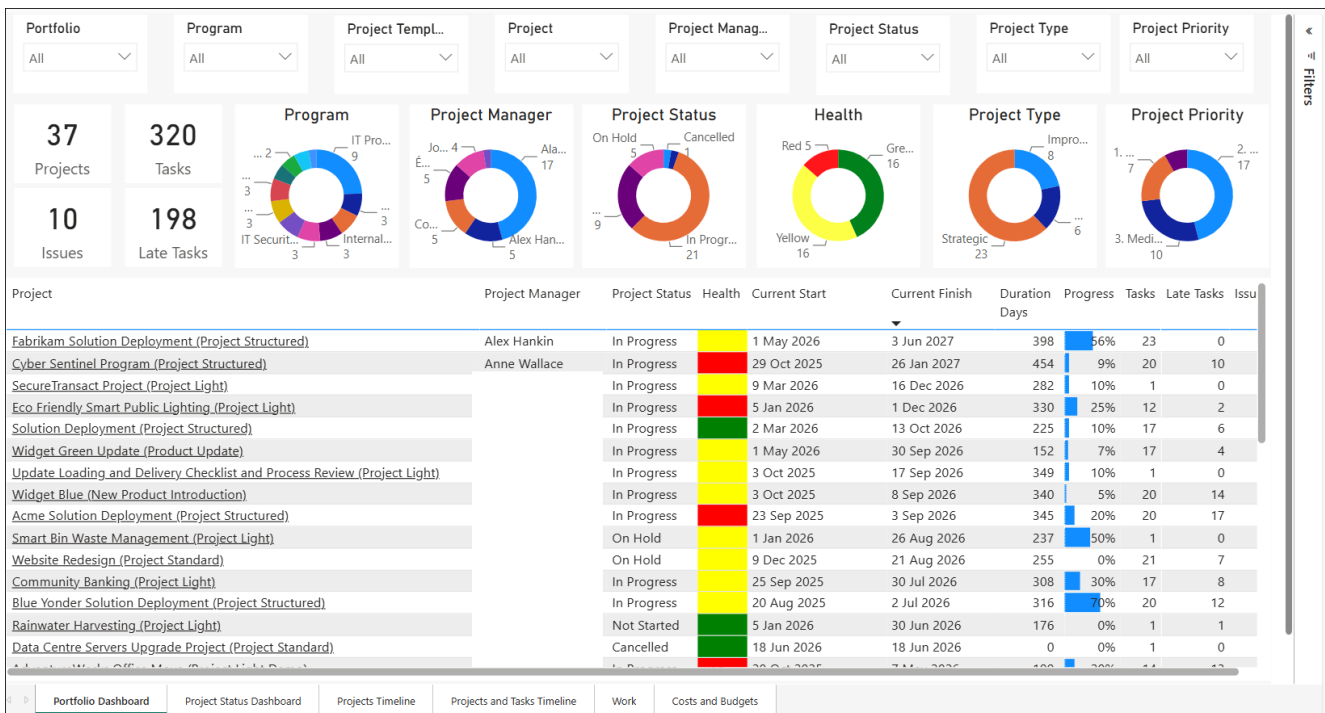 Portfolio Program Project Templ... Project Project Manag... Project Status Project Type Project Priority
All All All All All All All All
Filters
37 Projects
320 Tasks
10 Issues
198 Late Tasks
Program
IT Pro... 9
... 2
... 3
... 3
... 3
IT Securit... 3
Internal... 3
Project Manager
Jo... 4
Ala... 17
É... 5
Co... 5
Alex Han... 5
Project Status
On Hold 5
Cancelled 1
... 9
In Progr... 21
Health
Red 5
Gre... 16
Yellow 16
Project Type
Impro... 8
... 6
Strategic 23
Project Priority
1. ... 7
2. ... 17
3. Medi... 10
Project Project Manager Project Status Health Current Start Current Finish Duration Days Progress Tasks Late Tasks Issu
Fabrikam Solution Deployment (Project Structured) Alex Hankin In Progress 1 May 2026 3 Jun 2027 398 56% 23 0
Cyber Sentinel Program (Project Structured) Anne Wallace In Progress 29 Oct 2025 26 Jan 2027 454 9% 20 10
SecureTransact Project (Project Light) In Progress 9 Mar 2026 16 Dec 2026 282 10% 1 0
Eco Friendly Smart Public Lighting (Project Light) In Progress 5 Jan 2026 1 Dec 2026 330 25% 12 2
Solution Deployment (Project Structured) In Progress 2 Mar 2026 13 Oct 2026 225 10% 17 6
Widget Green Update (Product Update) In Progress 1 May 2026 30 Sep 2026 152 7% 17 4
Update Loading and Delivery Checklist and Process Review (Project Light) In Progress 3 Oct 2025 17 Sep 2026 349 10% 1 0
Widget Blue (New Product Introduction) In Progress 3 Oct 2025 8 Sep 2026 340 5% 20 14
Acme Solution Deployment (Project Structured) In Progress 23 Sep 2025 3 Sep 2026 345 20% 20 17
Smart Bin Waste Management (Project Light) On Hold 1 Jan 2026 26 Aug 2026 237 50% 1 0
Website Redesign (Project Standard) On Hold 9 Dec 2025 21 Aug 2026 255 0% 21 7
Community Banking (Project Light) In Progress 25 Sep 2025 30 Jul 2026 308 30% 17 8
Blue Yonder Solution Deployment (Project Structured) In Progress 20 Aug 2025 2 Jul 2026 316 70% 20 12
Rainwater Harvesting (Project Light) Not Started 5 Jan 2026 30 Jun 2026 176 0% 1 1
Data Centre Servers Upgrade Project (Project Standard) Cancelled 18 Jun 2026 18 Jun 2026 0 0% 1 0
Portfolio Dashboard Project Status Dashboard Projects Timeline Projects and Tasks Timeline Work Costs and Budgets